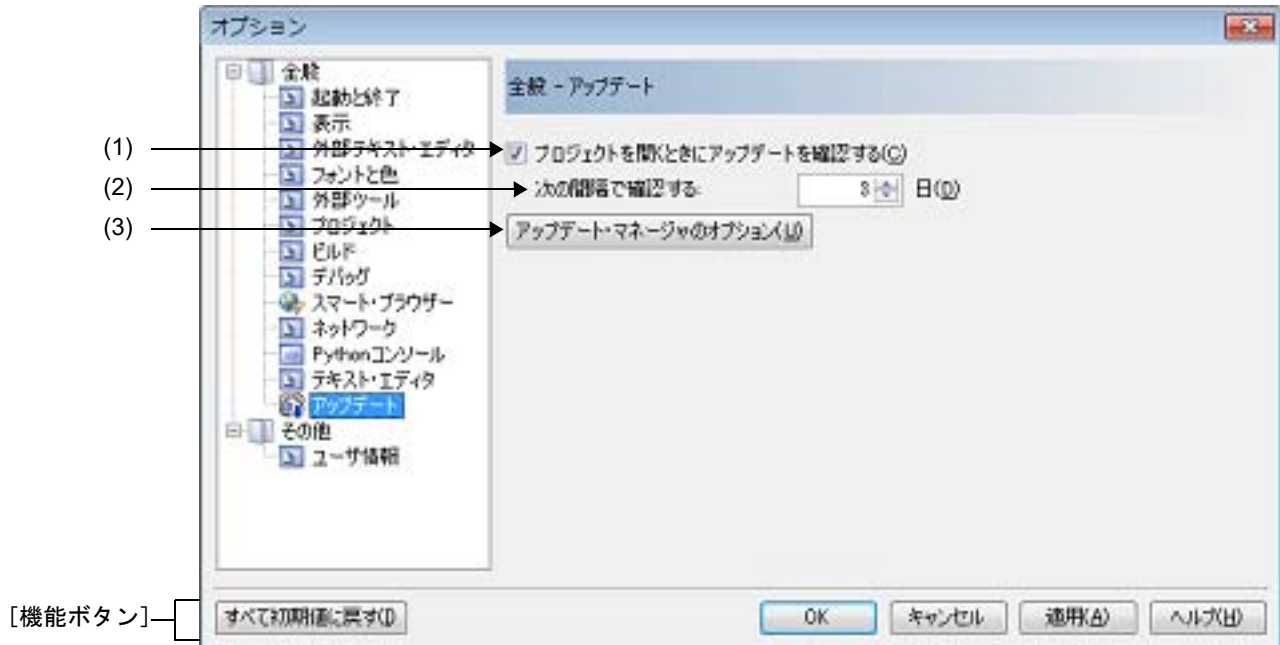 オプション
全般
起動と終了
表示
外部テキスト・エディタ
フォントと色
外部ツール
プロジェクト
ビルド
デバッグ
スマート・ブラウザー
ネットワーク
Pythonコンソール
テキスト・エディタ
アップデート
その他
ユーザ情報
全般 - アップデート
(1)
プロジェクトを開くときにアップデートを確認する(C)
(2)
次の間隔で確認する:
日(D)
(3)
アップデート・マネージャのオプション(U)
[機能ボタン]
すべて初期値に戻す(I)
OK
キャンセル
適用(A)
ヘルプ(H)